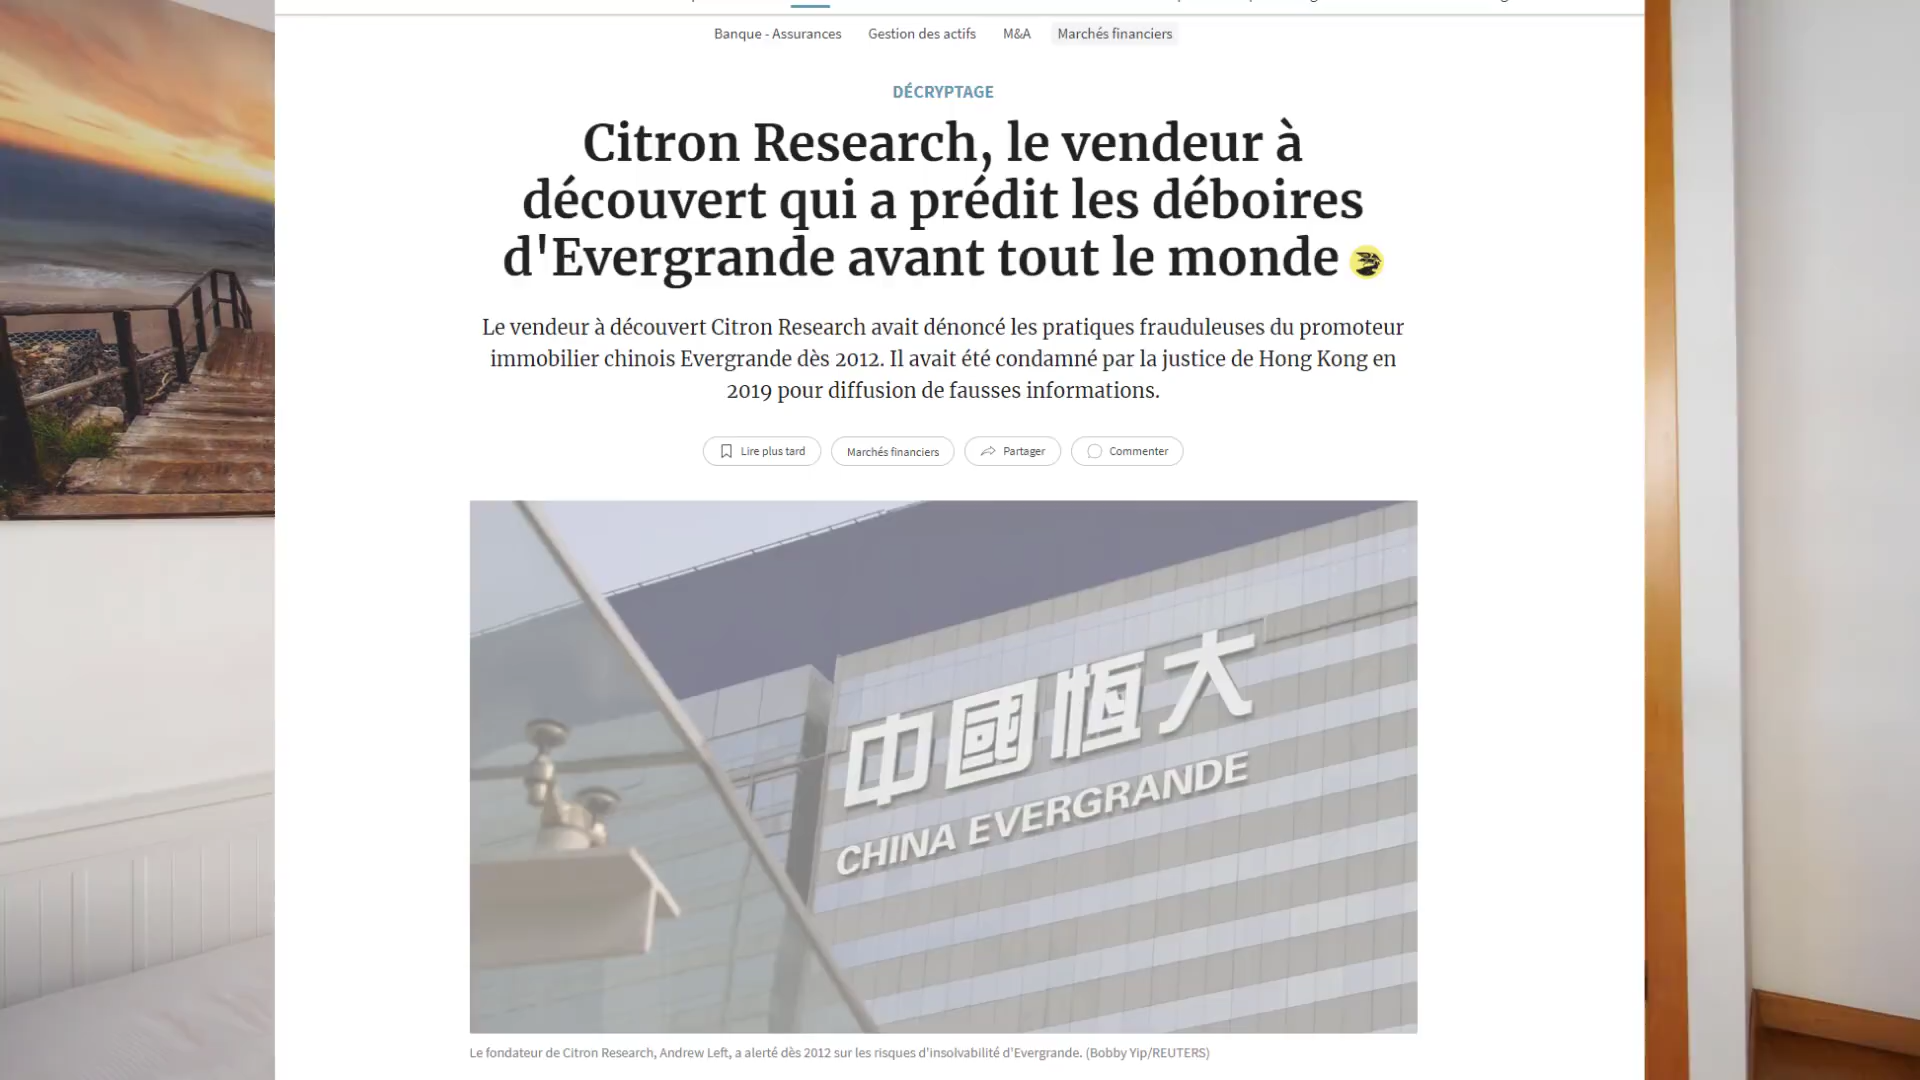 Banque - Assurances Gestion des actifs M&A Marchés financiers
DÉCRYPTAGE
Citron Research, le vendeur à
découvert qui a prédit les déboires
d'Evergrande avant tout le monde
Le vendeur à découvert Citron Research avait dénoncé les pratiques frauduleuses du promoteur
immobilier chinois Evergrande dès 2012. Il avait été condamné par la justice de Hong Kong en
2019 pour diffusion de fausses informations.
Lire plus tard Marchés financiers Partager Commenter
中國恆大
CHINA EVERGRANDE
Le fondateur de Citron Research, Andrew Left, a alerté dès 2012 sur les risques d'insolvabilité d'Evergrande. (Bobby Yip/REUTERS)